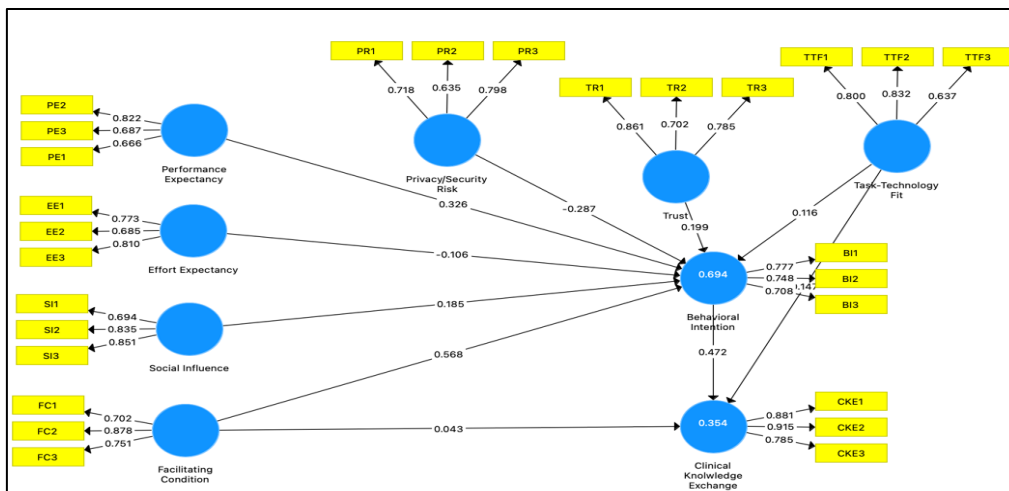 PR1
PR2
PR3
0.718
0.635
0.798
Privacy/Security
Risk
TR1
TR2
TR3
0.861
0.702
0.785
Trust
TTF1
TTF2
TTF3
0.800
0.832
0.637
Task-Technology
Fit
PE2
PE3
PE1
0.822
0.687
0.666
Performance
Expectancy
EE1
EE2
EE3
0.773
0.685
0.810
Effort Expectancy
SI1
SI2
SI3
0.694
0.835
0.851
Social Influence
FC1
FC2
FC3
0.702
0.878
0.751
Facilitating
Condition
0.326
-0.287
0.199
0.116
-0.106
0.185
0.568
0.043
0.472
0.147
0.694
Behavioral
Intention
0.777
0.748
0.708
BI1
BI2
BI3
0.354
Clinical
Knolwledge
Exchange
0.881
0.915
0.785
CKE1
CKE2
CKE3